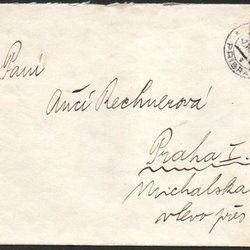 Paní
Anči Rechnerová
Praha I.
Michalská
vlevo přes